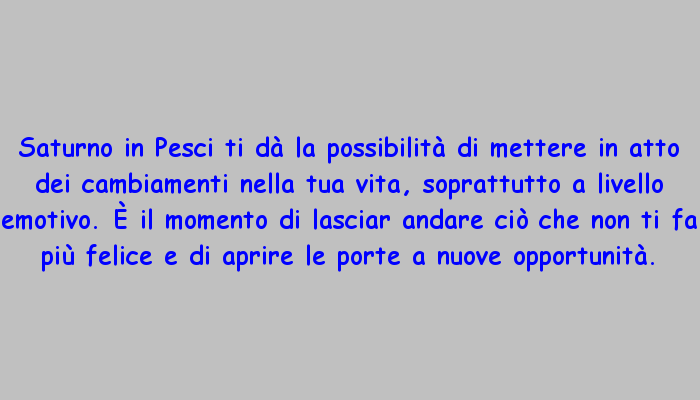 Saturno in Pesci ti dà la possibilità di mettere in atto
dei cambiamenti nella tua vita, soprattutto a livello
emotivo. È il momento di lasciar andare ciò che non ti fa
più felice e di aprire le porte a nuove opportunità.